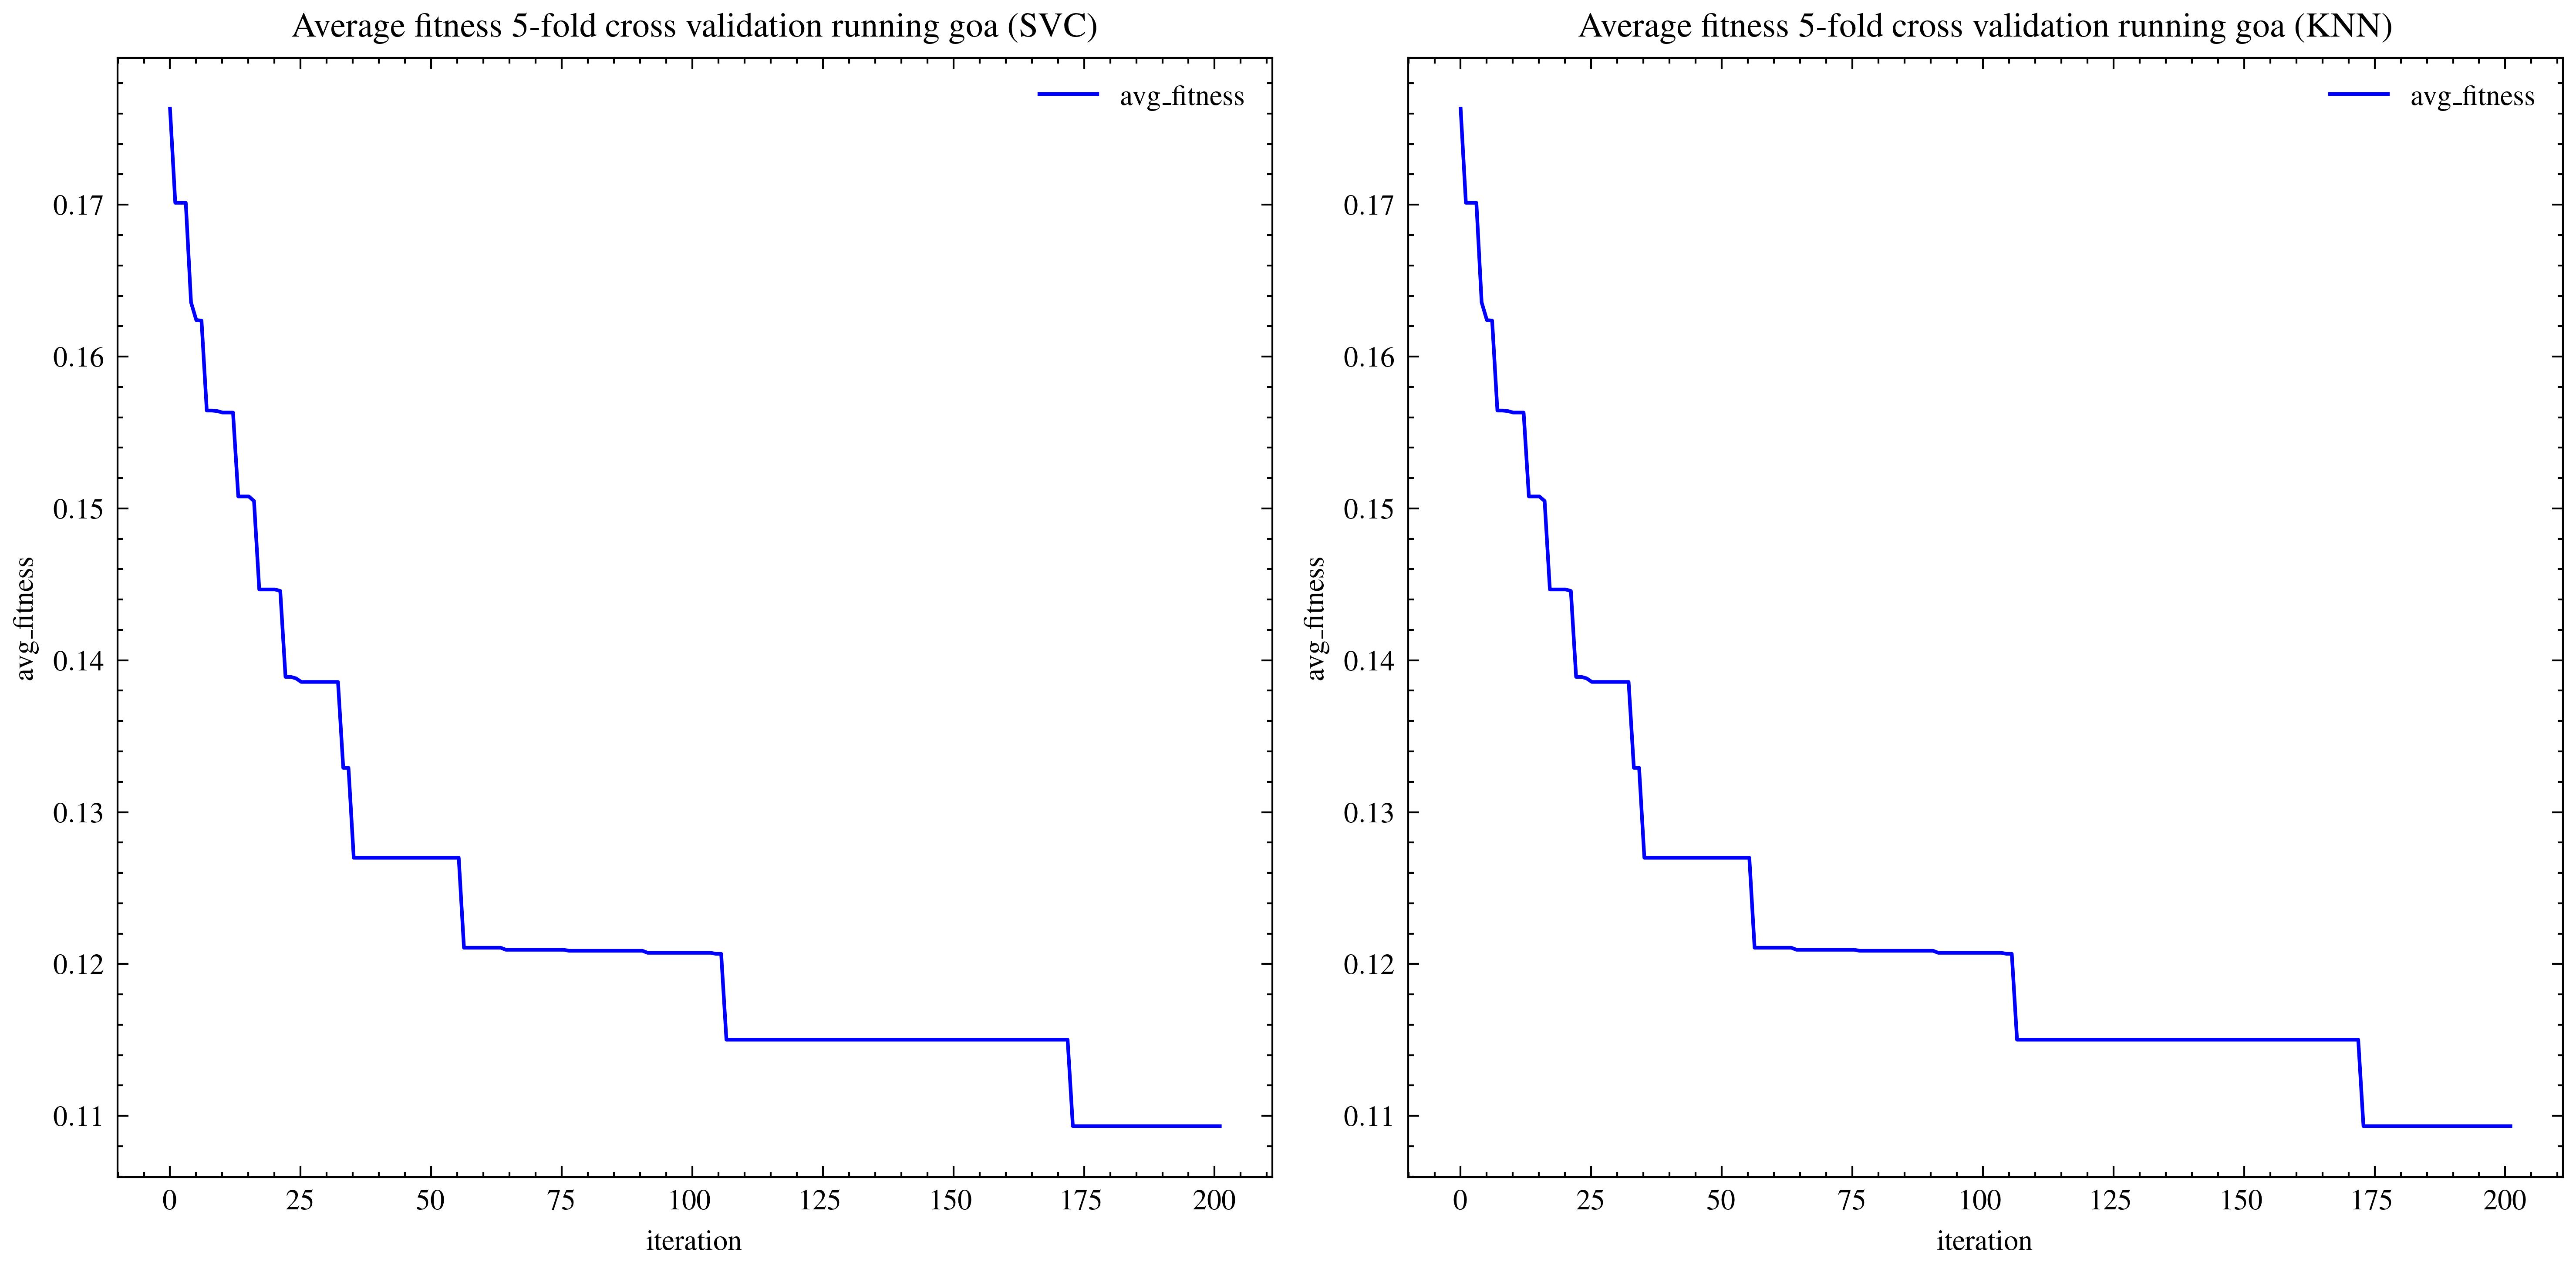 Average fitness 5-fold cross validation running goa (SVC)
avg_fitness
0.17
0.16
0.15
0.14
0.13
0.12
0.11
avg_fitness
0 25 50 75 100 125 150 175 200
iteration
Average fitness 5-fold cross validation running goa (KNN)
avg_fitness
0.17
0.16
0.15
0.14
0.13
0.12
0.11
avg_fitness
0 25 50 75 100 125 150 175 200
iteration